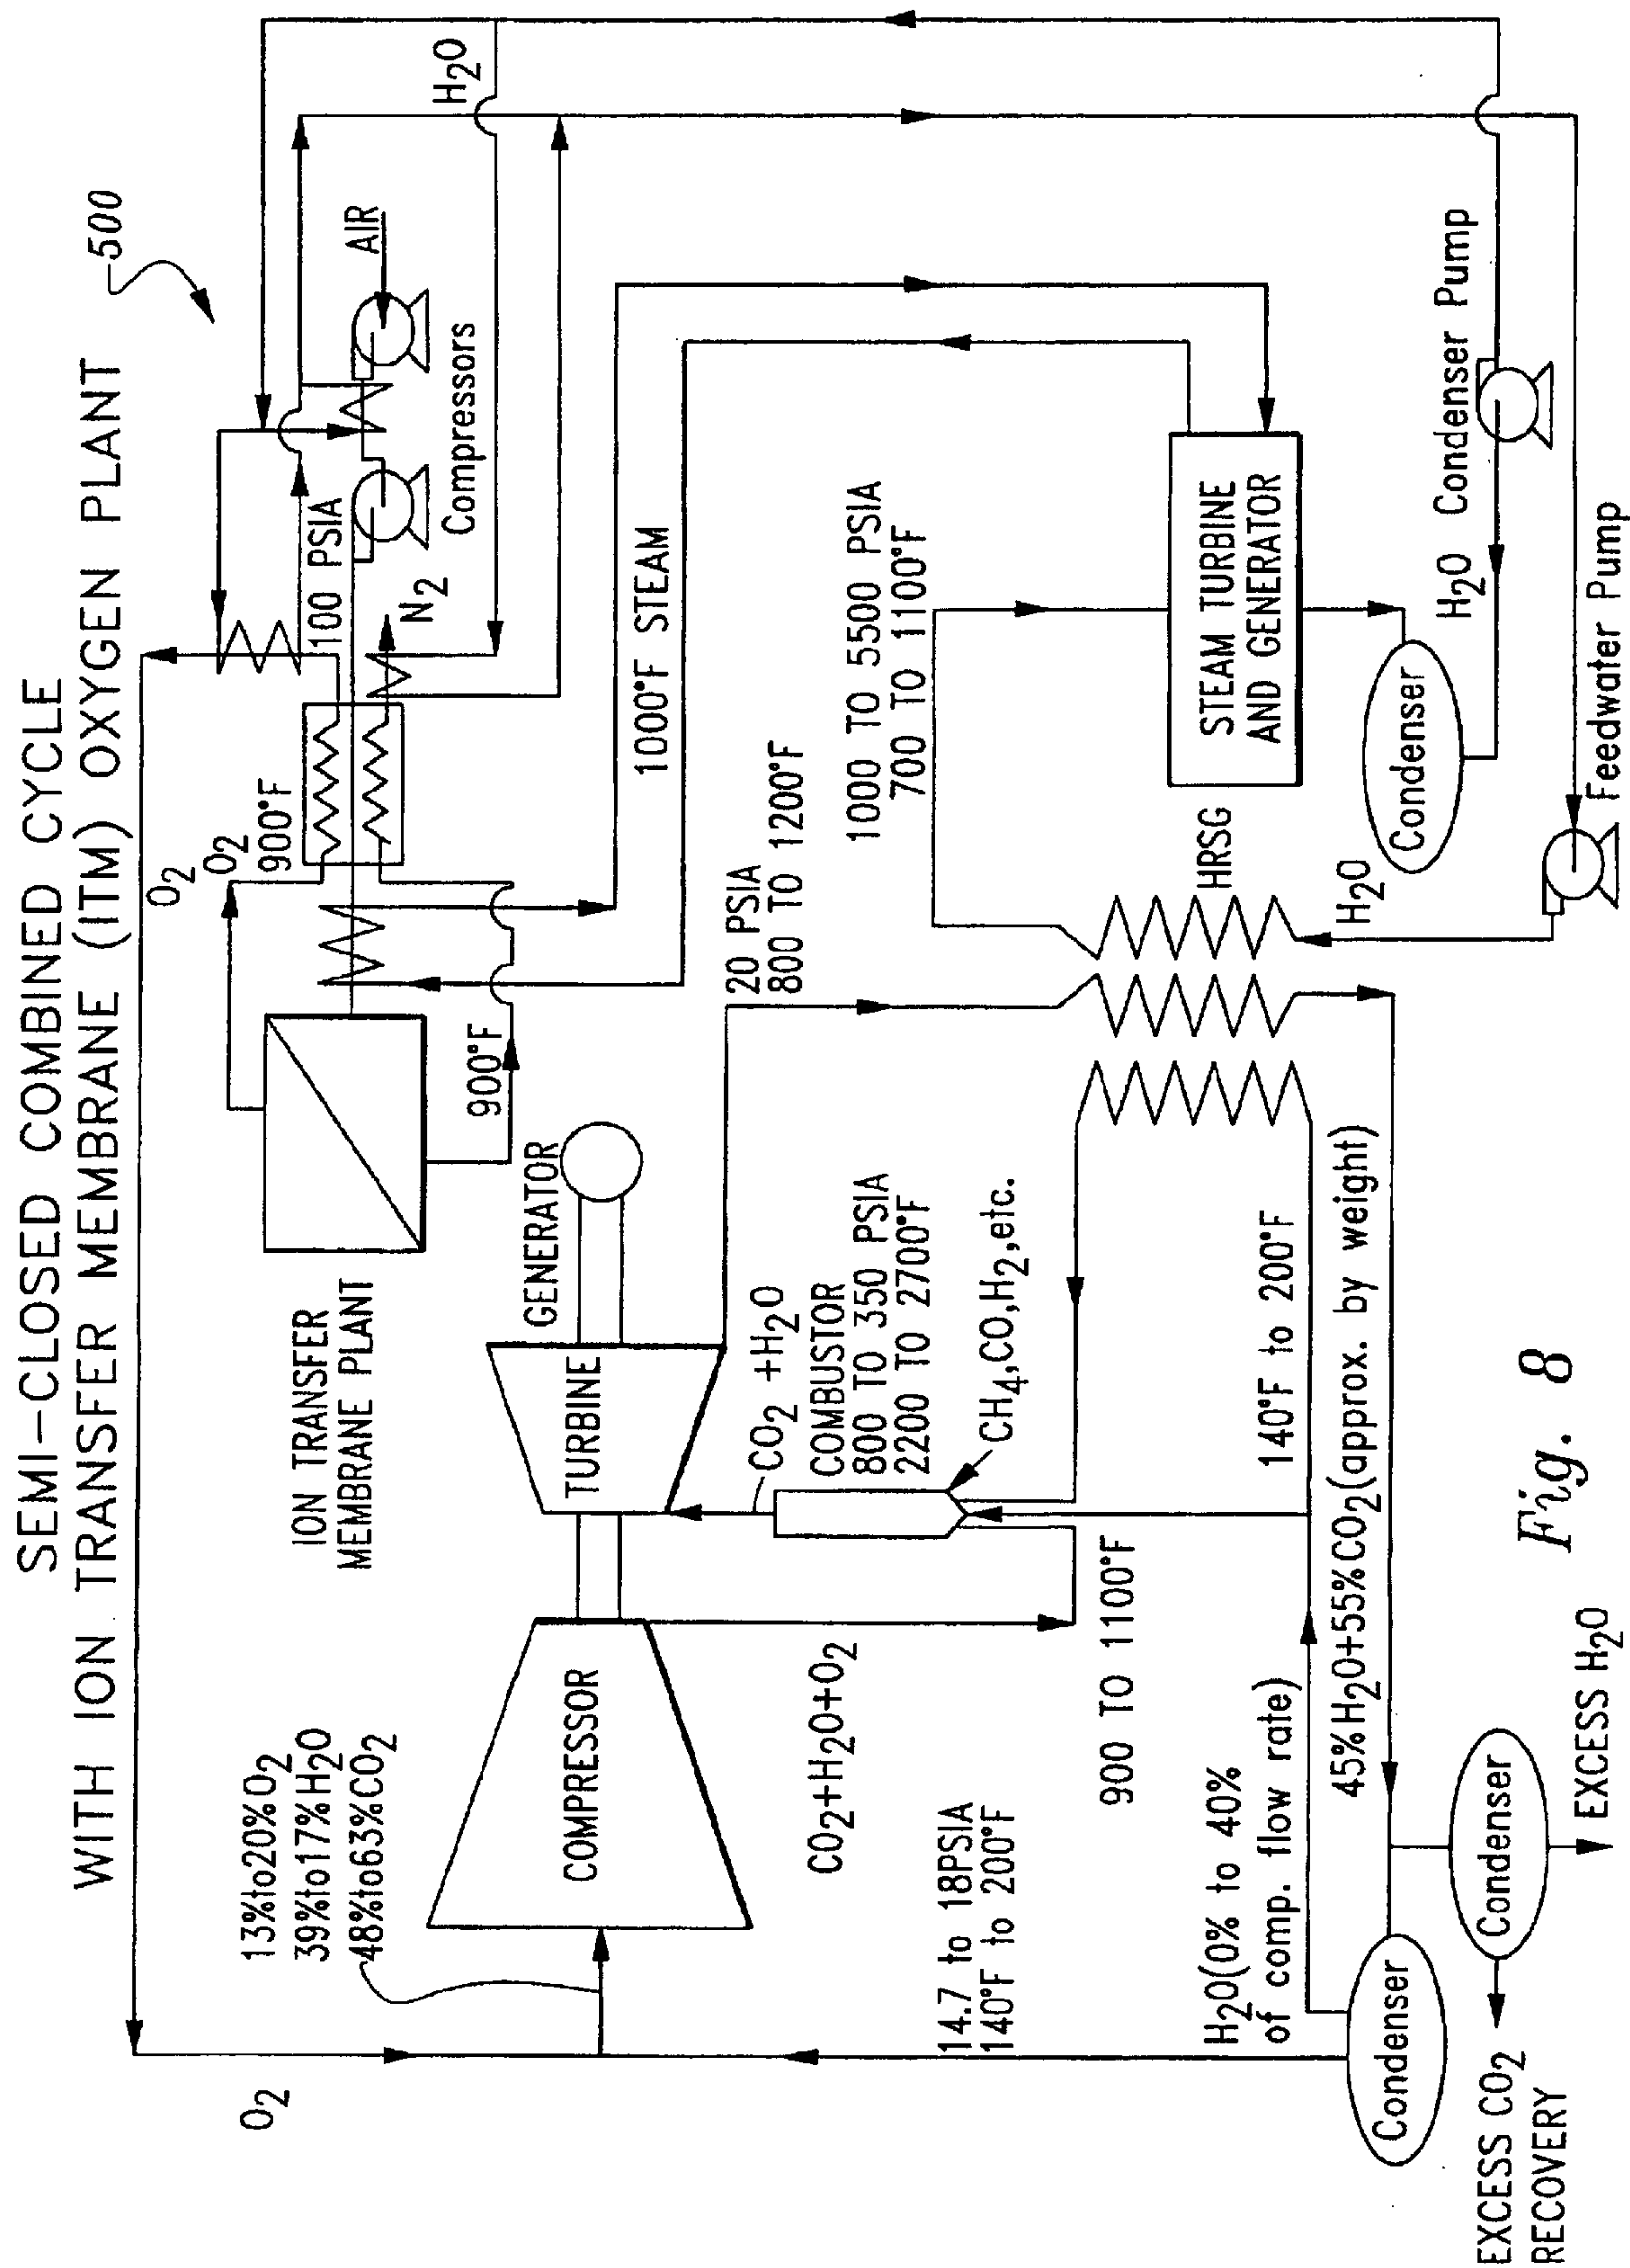 SEMI-CLOSED COMBINED CYCLE
WITH ION TRANSFER MEMBRANE (ITM) OXYGEN PLANT
500
O2
O2
O2
900°F
100 PSIA
AIR
H2O
N2
Compressors
13%to20%O2
39%to17%H2O
48%to63%CO2
ION TRANSFER
MEMBRANE PLANT
900°F
GENERATOR
COMPRESSOR
TURBINE
1000°F STEAM
20 PSIA
800 TO 1200°F
CO2+H2O+O2
CO2 +H2O
COMBUSTOR
800 TO 350 PSIA
2200 TO 2700°F
CH4,CO,H2,etc.
1000 TO 5500 PSIA
700 TO 1100°F
14.7 to 18PSIA
140°F to 200°F
900 TO 1100°F
HRSG
STEAM TURBINE
AND GENERATOR
H2O(0% to 40%
of comp. flow rate)
140°F to 200°F
45%H2O+55%CO2(approx. by weight)
H2O
Condenser
H2O
Condenser Pump
Condenser
Condenser
Feedwater Pump
EXCESS CO2
RECOVERY
EXCESS H2O
Fig. 8